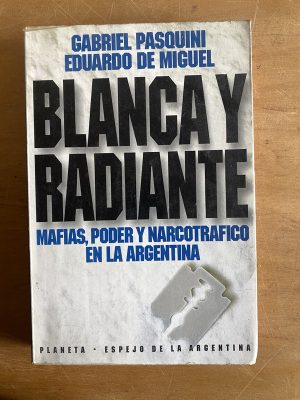 GABRIEL PASQUINI
EDUARDO DE MIGUEL
BLANCA Y
RADIANTE
MAFIAS, PODER Y NARCOTRAFICO
EN LA ARGENTINA
PLANETA · ESPEJO DE LA ARGENTINA